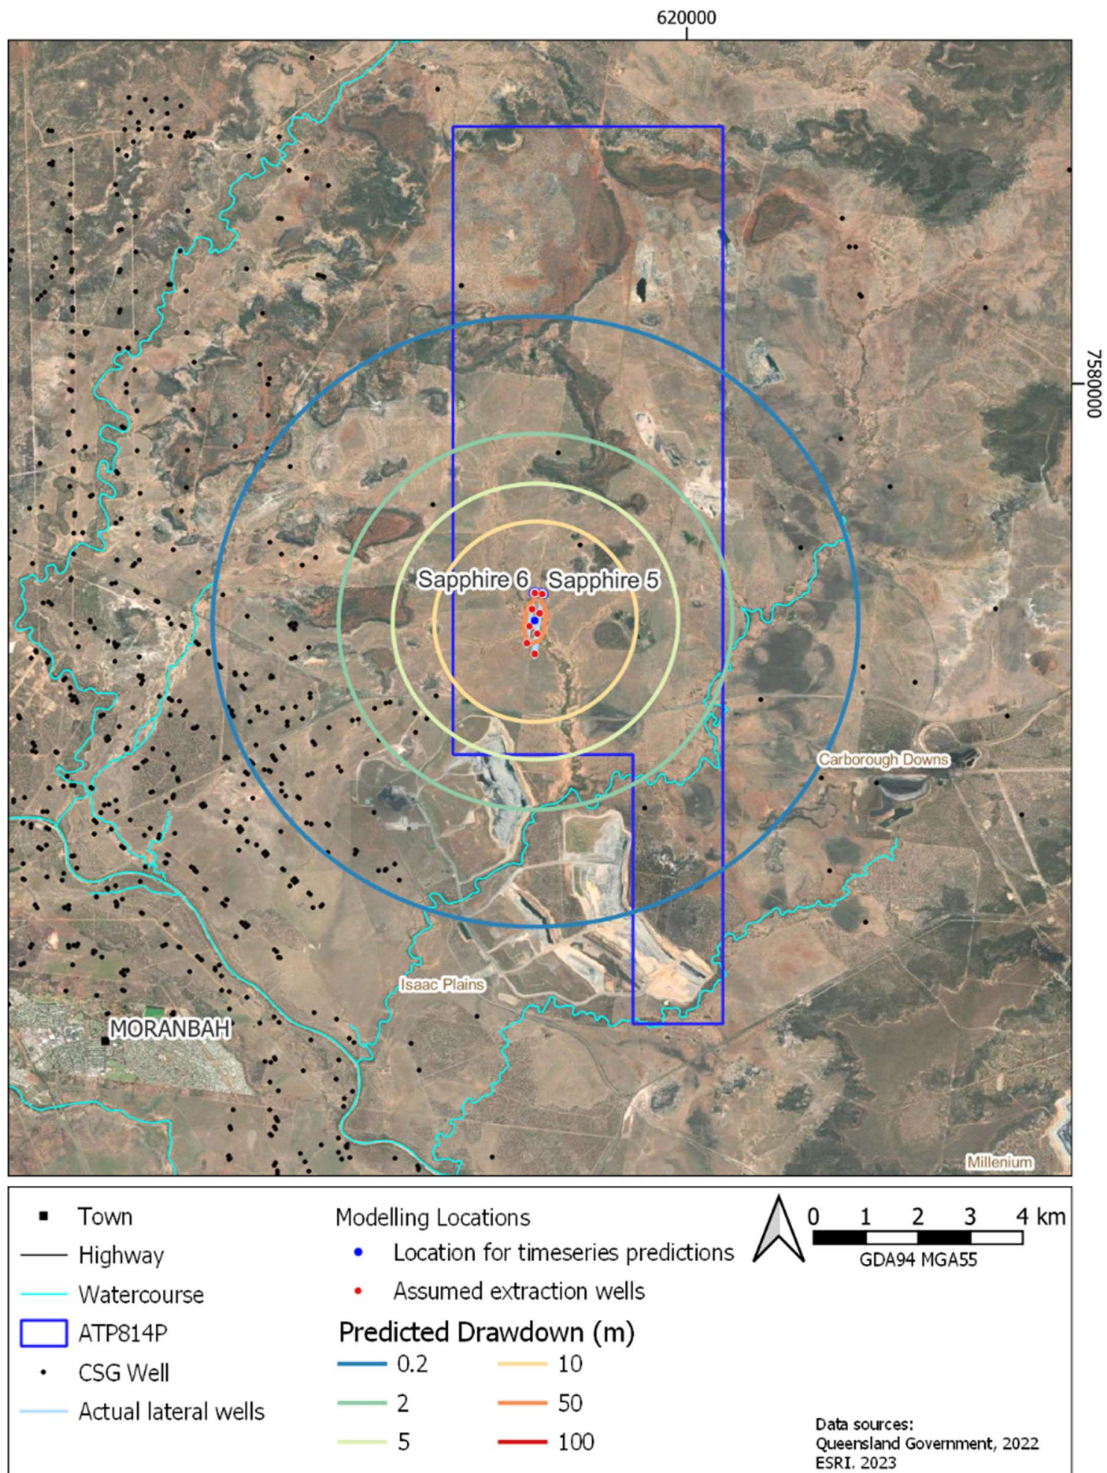 620000
7580000
Sapphire 6
Sapphire 5
Carborough Downs
Isaac Plains
MORANBAH
Millenium
Town
Highway
Watercourse
ATP814P
CSG Well
Actual lateral wells
Modelling Locations
Location for timeseries predictions
Assumed extraction wells
Predicted Drawdown (m)
0.2
2
5
10
50
100
0 1 2 3 4 km
GDA94 MGA55
Data sources:
Queensland Government, 2022
ESRI, 2023